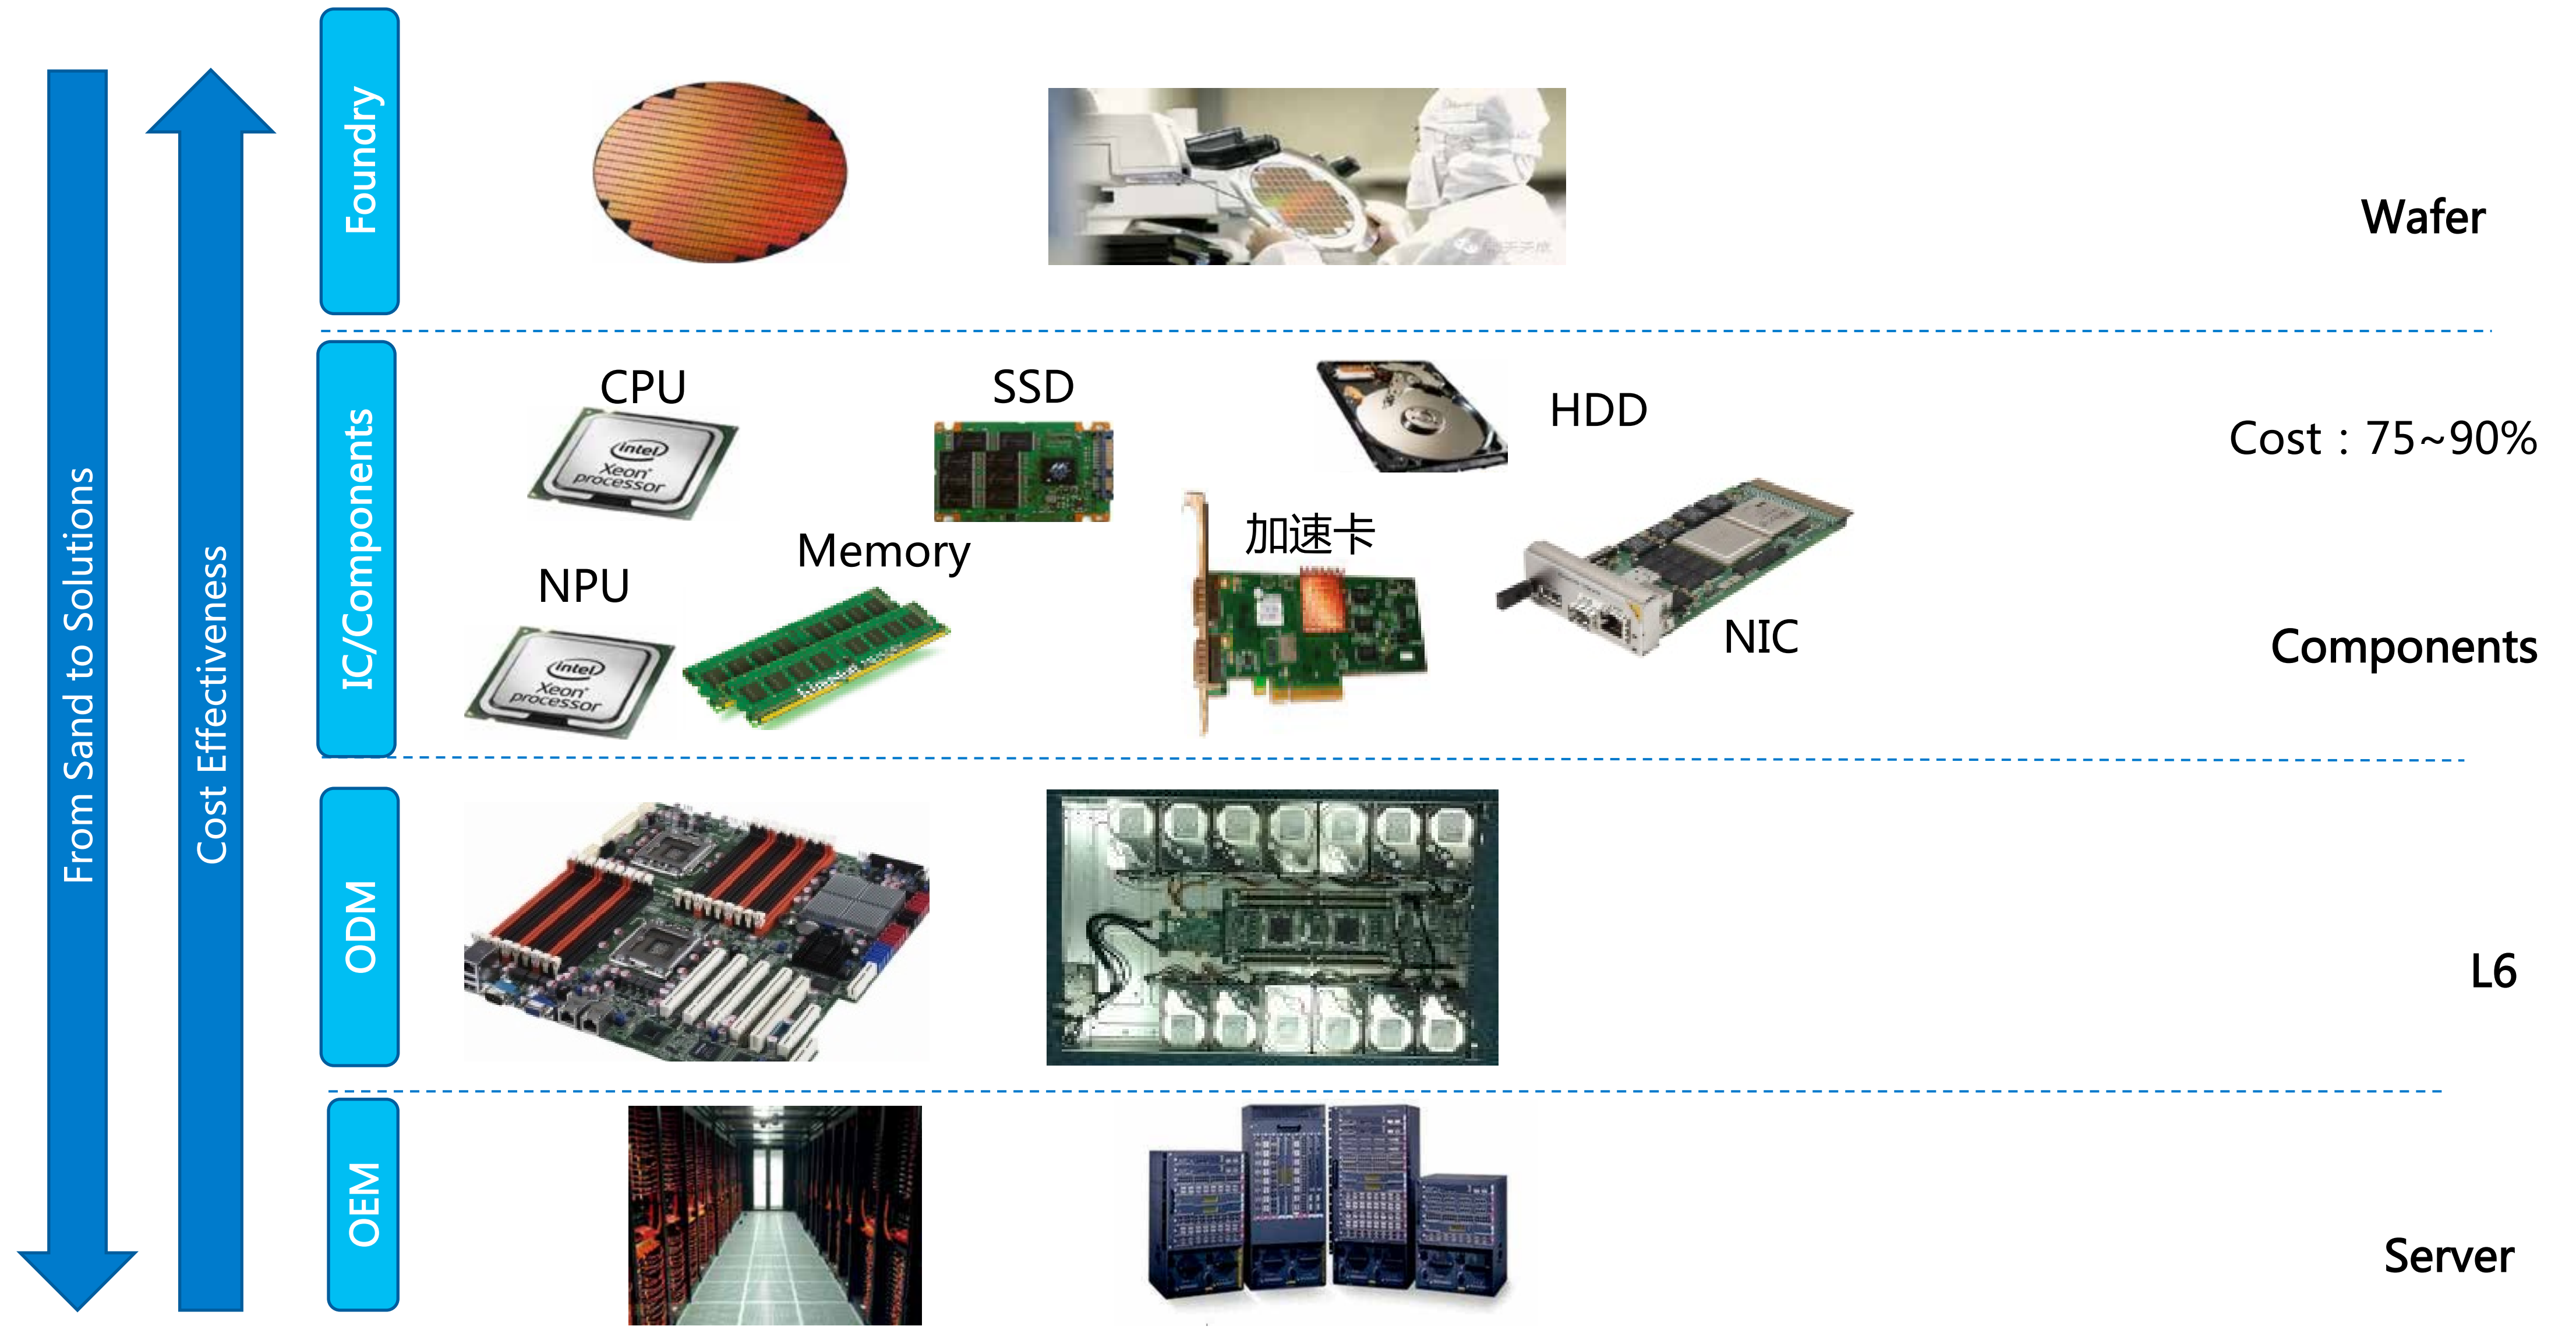 From Sand to Solutions
Cost Effectiveness
Foundry
Wafer
IC/Components
CPU
SSD
HDD
Cost：75~90%
intel
Xeon
processor
Memory
加速卡
NPU
intel
Xeon
processor
NIC
Components
ODM
L6
OEM
Server